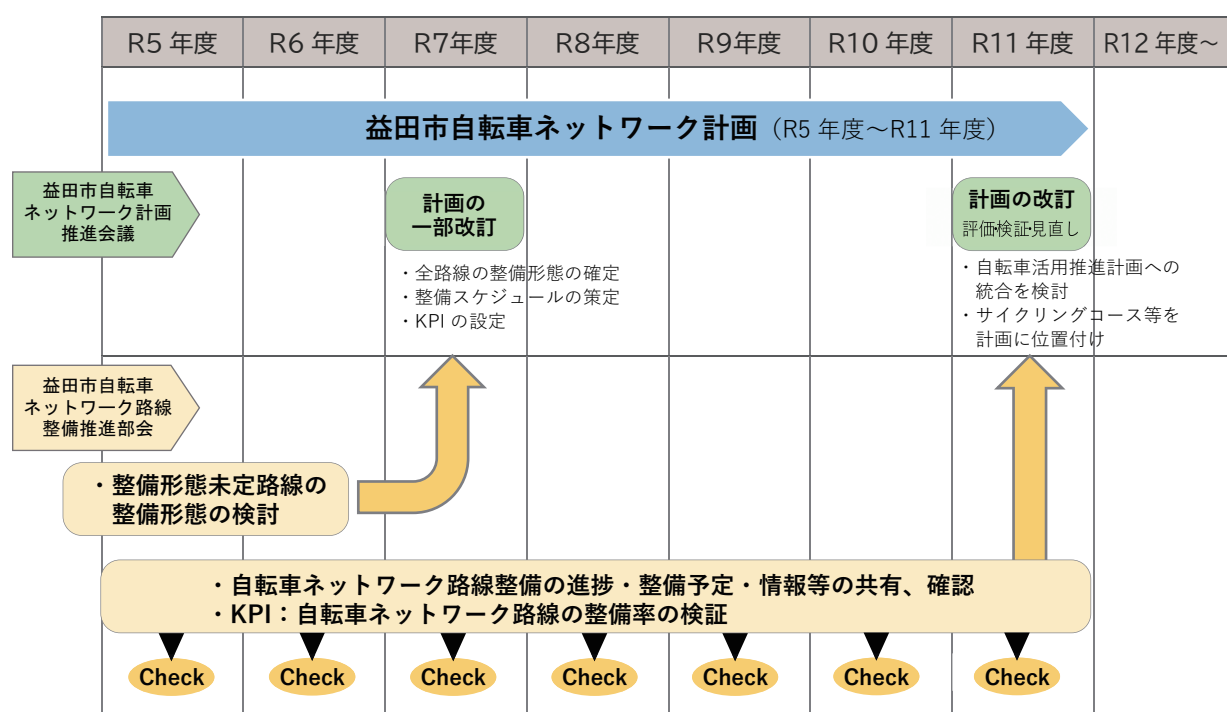 R5 年度
R6 年度
R7年度
R8年度
R9年度
R10 年度
R11 年度
R12 年度~
益田市自転車ネットワーク計画（R5 年度～R11 年度）
益田市自転車
ネットワーク計画
推進会議
計画の
一部改訂
・全路線の整備形態の確定
・整備スケジュールの策定
・KPI の設定
計画の改訂
評価・検証・見直し
・自転車活用推進計画への
統合を検討
・サイクリングコース等を
計画に位置付け
益田市自転車
ネットワーク路線
整備推進部会
・整備形態未定路線の
整備形態の検討
・自転車ネットワーク路線整備の進捗・整備予定・情報等の共有、確認
・KPI：自転車ネットワーク路線の整備率の検証
Check
Check
Check
Check
Check
Check
Check